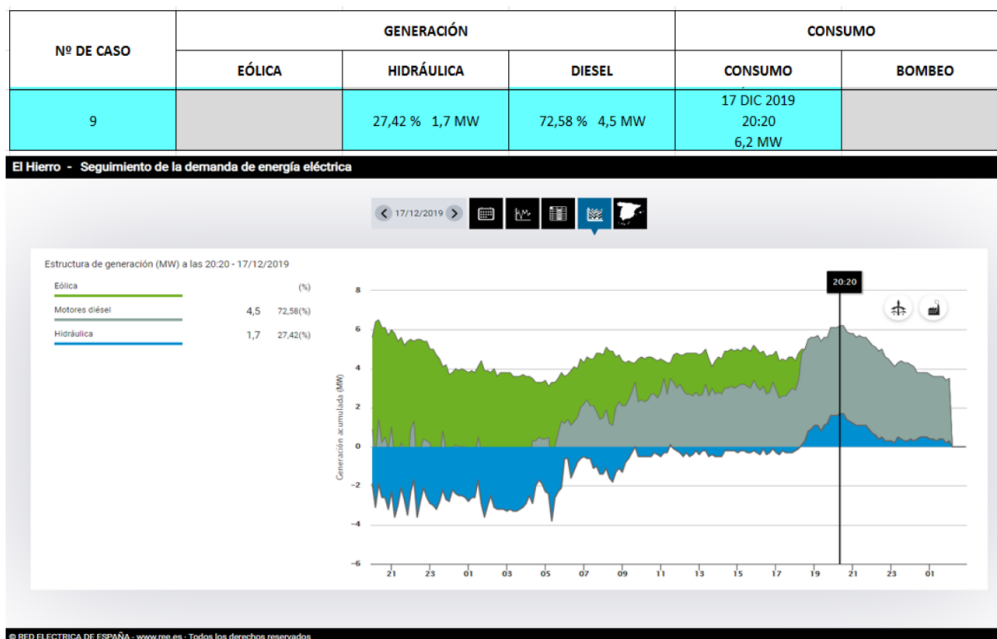 Nº DE CASO GENERACIÓN CONSUMO
EÓLICA HIDRÁULICA DIESEL CONSUMO BOMBEO
9 27,42 % 1,7 MW 72,58 % 4,5 MW 17 DIC 2019
20:20
6,2 MW
El Hierro - Seguimiento de la demanda de energía eléctrica
17/12/2019
Estructura de generación (MW) a las 20:20 - 17/12/2019
Eólica (%)
Motores diésel 4,5 72,58(%)
Hidráulica 1,7 27,42(%)
20:20
Generación acumulada (MW)
8
6
4
2
0
-2
-4
-6
21 23 01 03 05 07 09 11 13 15 17 19 21 23 01
© RED ELECTRICA DE ESPAÑA - www.ree.es - Todos los derechos reservados